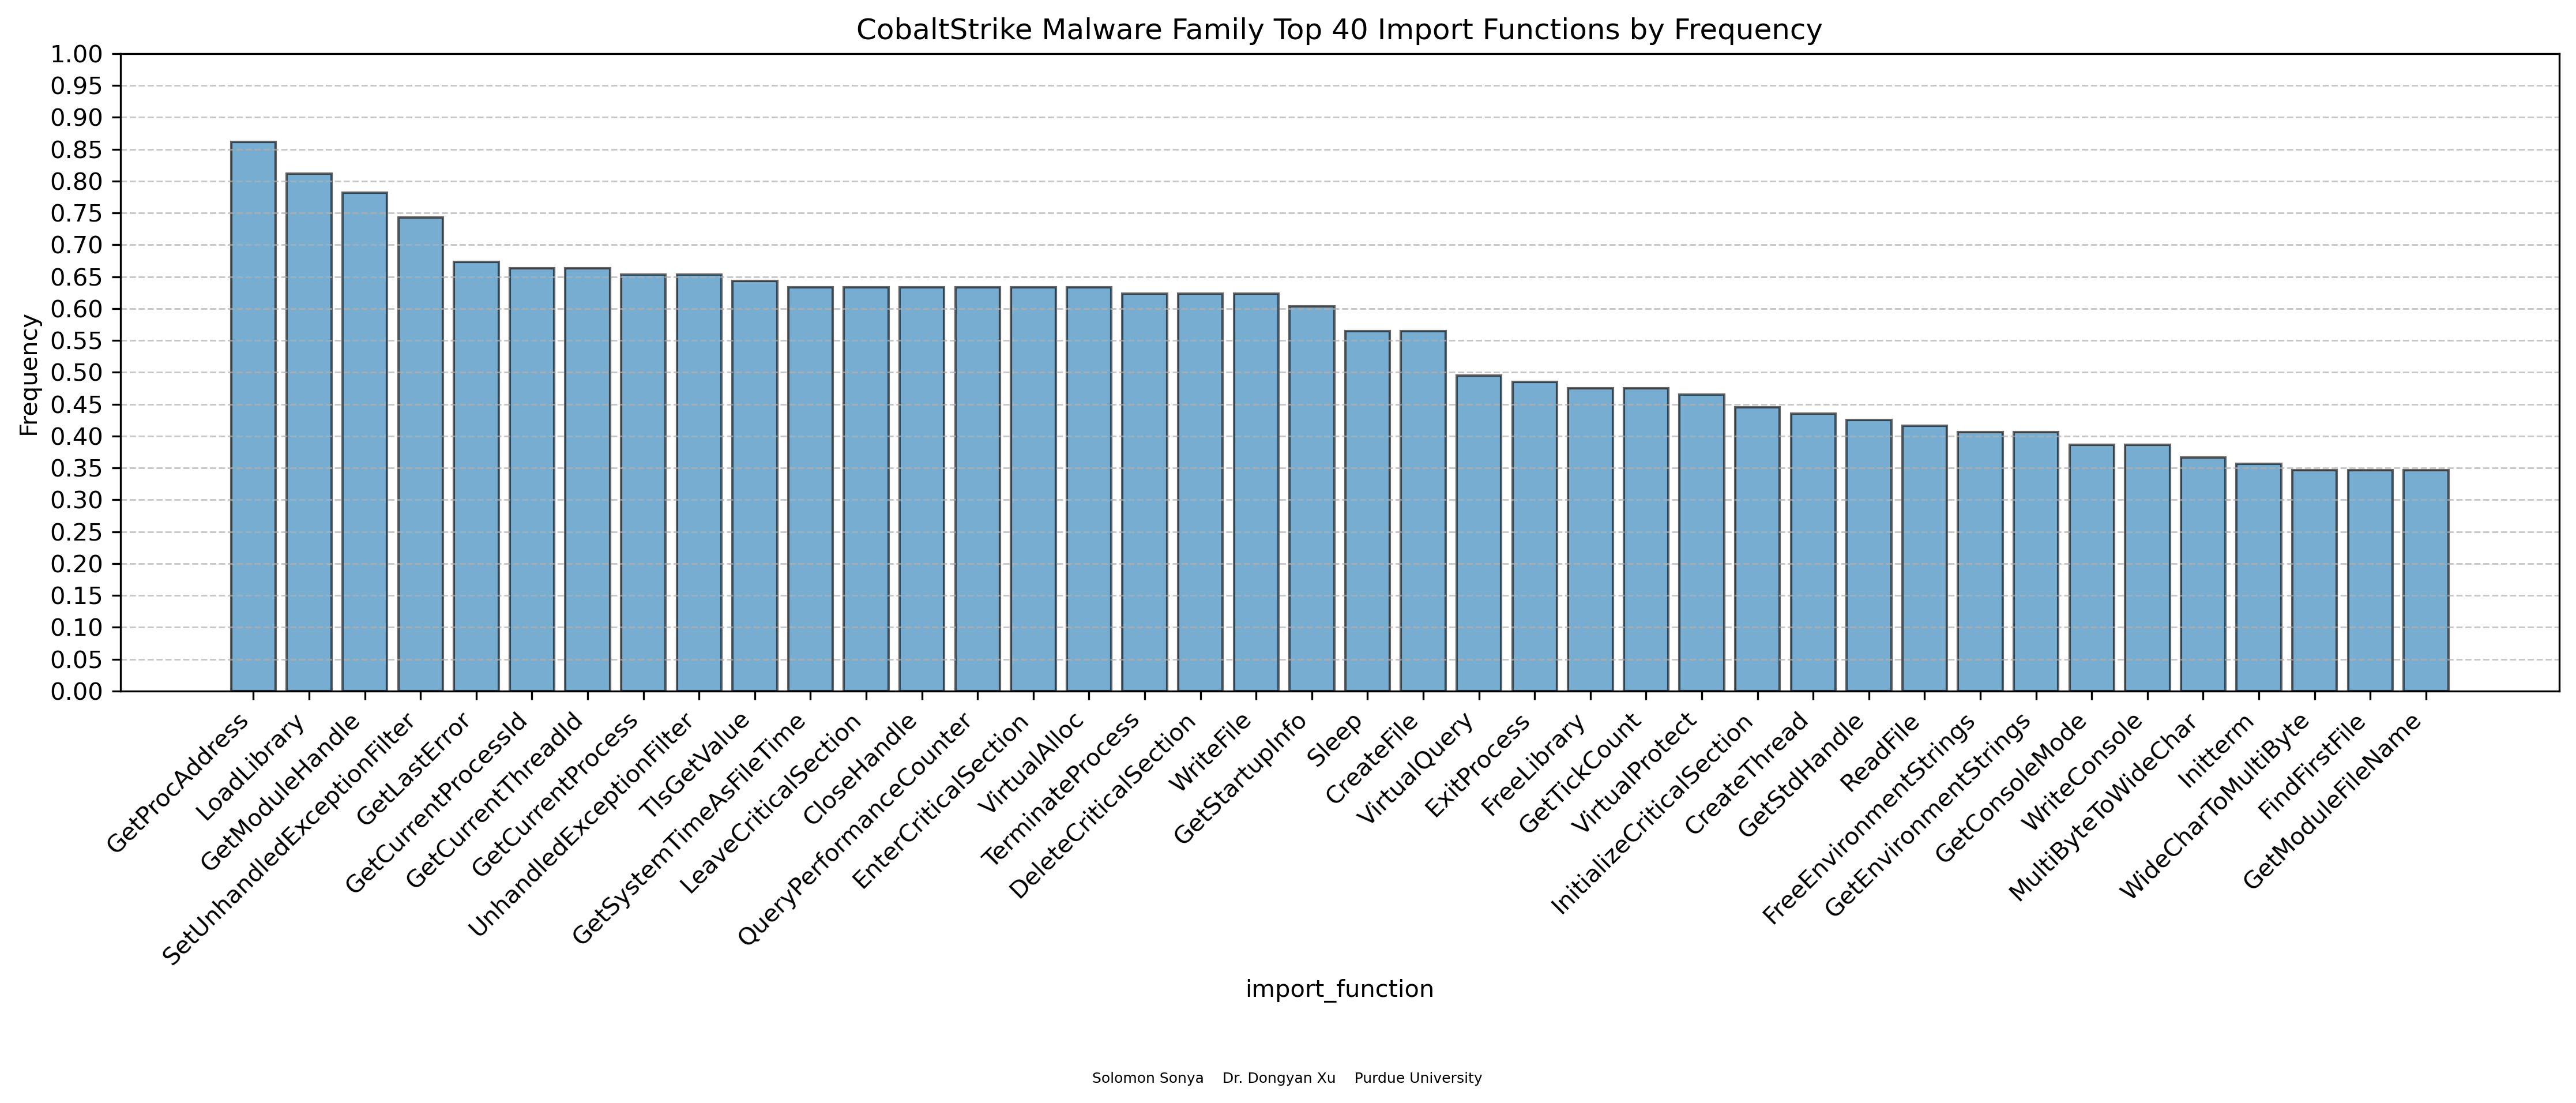 CobaltStrike Malware Family Top 40 Import Functions by Frequency
Frequency
1.00
0.95
0.90
0.85
0.80
0.75
0.70
0.65
0.60
0.55
0.50
0.45
0.40
0.35
0.30
0.25
0.20
0.15
0.10
0.05
0.00
GetProcAddress
LoadLibrary
GetModuleHandle
SetUnhandledExceptionFilter
GetLastError
GetCurrentProcessId
GetCurrentThreadId
GetCurrentProcess
UnhandledExceptionFilter
TlsGetValue
GetSystemTimeAsFileTime
LeaveCriticalSection
CloseHandle
QueryPerformanceCounter
EnterCriticalSection
VirtualAlloc
TerminateProcess
DeleteCriticalSection
WriteFile
GetStartupInfo
Sleep
CreateFile
VirtualQuery
ExitProcess
FreeLibrary
GetTickCount
VirtualProtect
InitializeCriticalSection
CreateThread
GetStdHandle
ReadFile
FreeEnvironmentStrings
GetEnvironmentStrings
GetConsoleMode
WriteConsole
MultiByteToWideChar
Initterm
WideCharToMultiByte
FindFirstFile
GetModuleFileName
import_function
Solomon Sonya Dr. Dongyan Xu Purdue University